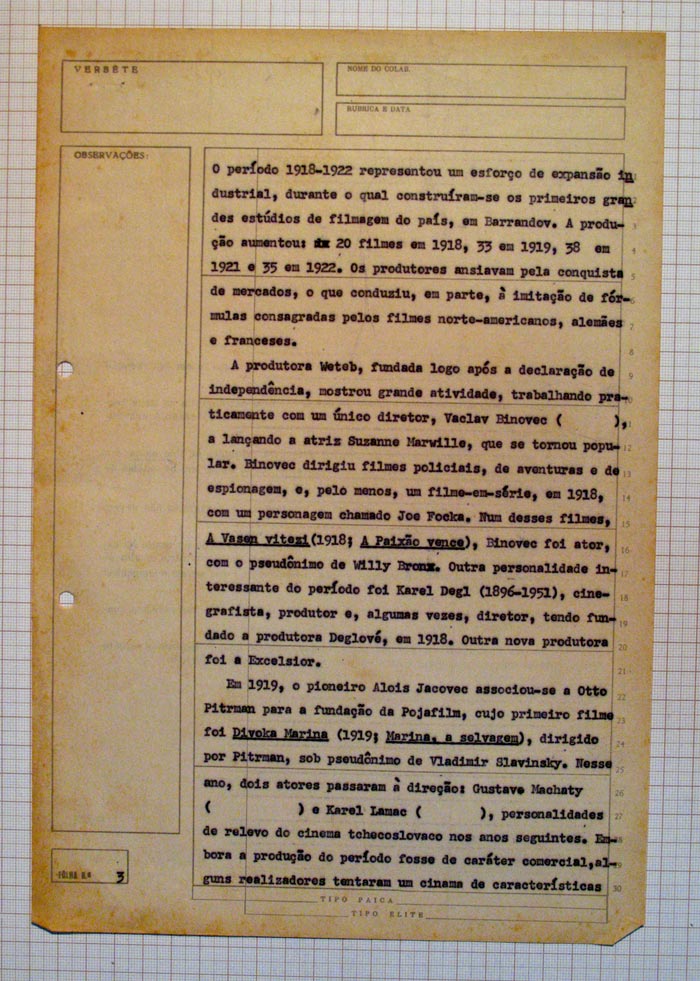 VERBÊTE
NOME DO COLAB.
RUBRICA E DATA
OBSERVAÇÕES:
O período 1918-1922 representou um esforço de expansão in
dustrial, durante o qual construíram-se os primeiros gran
des estúdios de filmagem do país, em Barrandov. A produ-
ção aumentou: 20 filmes em 1918, 33 em 1919, 38 em
1921 e 35 em 1922. Os produtores ansiavam pela conquista
de mercados, o que conduziu, em parte, à imitação de fór-
mulas consagradas pelos filmes norte-americanos, alemães
e franceses.
A produtora Weteb, fundada logo após a declaração de
independência, mostrou grande atividade, trabalhando pra-
ticamente com um único diretor, Vaclav Binovec ( ),
a lançando a atriz Suzanne Marwille, que se tornou popu-
lar. Binovec dirigiu filmes policiais, de aventuras e de
espionagem, e, pelo menos, um filme-em-série, em 1918,
com um personagem chamado Joe Focka. Num desses filmes,
A Vasen vitezi(1918; A Paixão vence), Binovec foi ator,
com o pseudônimo de Willy Bronx. Outra personalidade in-
teressante do período foi Karel Degl (1896-1951), cine-
grafista, produtor e, algumas vezes, diretor, tendo fun-
dado a produtora Deglové, em 1918. Outra nova produtora
foi a Excelsior.
Em 1919, o pioneiro Alois Jacovec associou-se a Otto
Pitrman para a fundação da Pojafilm, cujo primeiro filme
foi Divoka Marina (1919; Marina, a selvagem), dirigido
por Pitrman, sob pseudônimo de Vladimir Slavinsky. Nesse
ano, dois atores passaram à direção: Gustave Machaty
( ) e Karel Lamac ( ), personalidades
de relevo do cinema tchecoslovaco nos anos seguintes. Em-
bora a produção do período fosse de caráter comercial,al-
guns realizadores tentaram um cinama de características
FÔLHA N.º 3
TIPO PAICA
TIPO ELITE